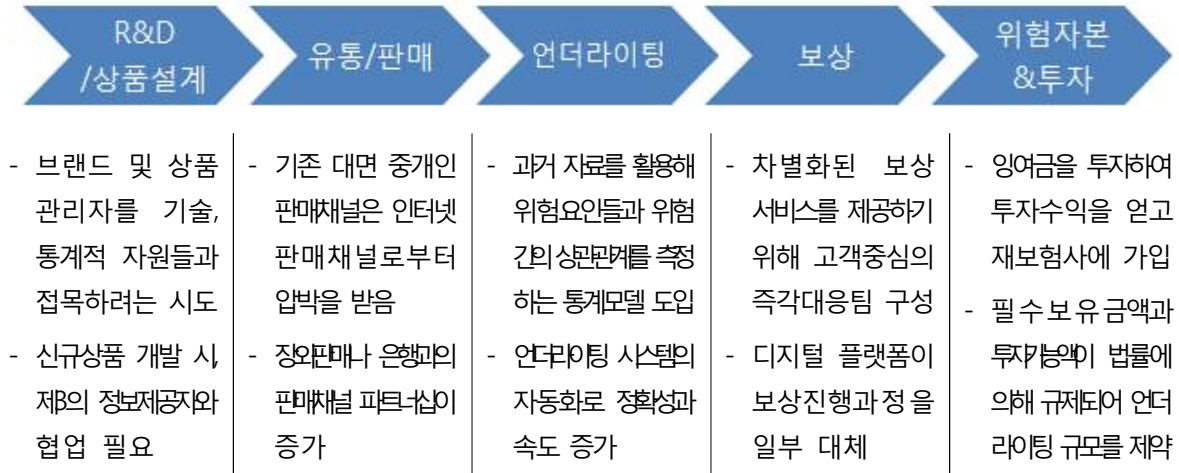 R&D
/상품설계
유통/판매
언더라이팅
보상
위험자본
&투자
- 브랜드 및 상품
관리자를 기술,
통계적 자원들과
접목하려는 시도
- 신규상품 개발 시,
제3의 정보제공자와
협업 필요
- 기존 대면 중개인
판매채널은 인터넷
판매채널로부터
압박을 받음
- 장외판매나 은행과의
판매채널 파트너십이
증가
- 과거 자료를 활용해
위험요인들과 위험
간의 상관관계를 측정
하는 통계모델 도입
- 언더라이팅 시스템의
자동화로 정확성과
속도 증가
- 차별화된 보상
서비스를 제공하기
위해 고객중심의
즉각대응팀 구성
- 디지털 플랫폼이
보상진행과정을
일부 대체
- 잉여금을 투자하여
투자수익을 얻고
재보험사에 가입
- 필수보유금액과
투자가능액이 법률에
의해 규제되어 언더
라이팅 규모를 제약